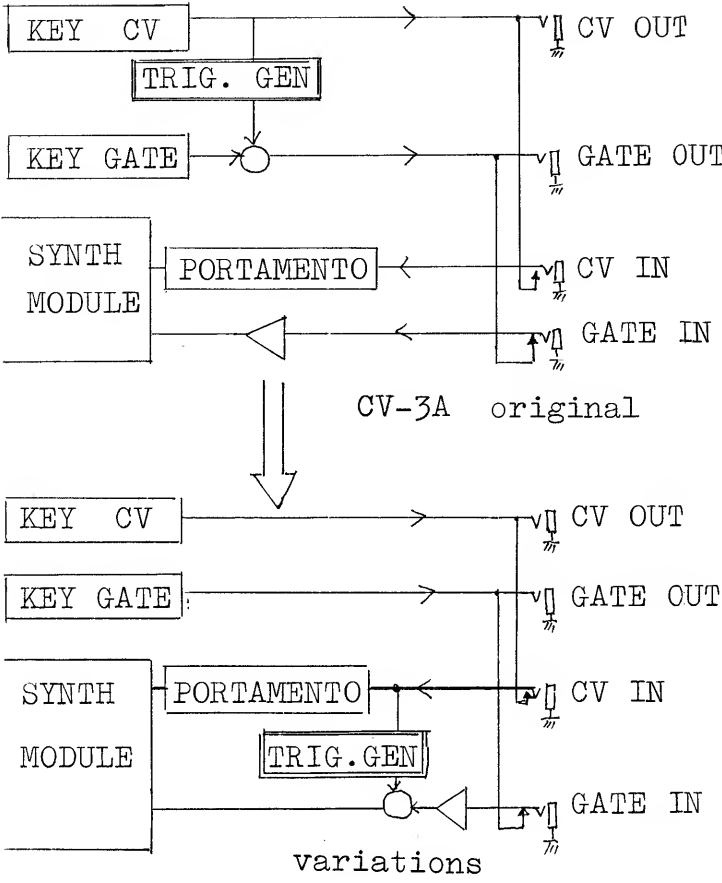 KEY CV
CV OUT
TRIG. GEN
KEY GATE
GATE OUT
SYNTH
MODULE
PORTAMENTO
CV IN
GATE IN
CV-3A original
KEY CV
CV OUT
KEY GATE
GATE OUT
SYNTH
MODULE
PORTAMENTO
CV IN
TRIG.GEN
GATE IN
variations